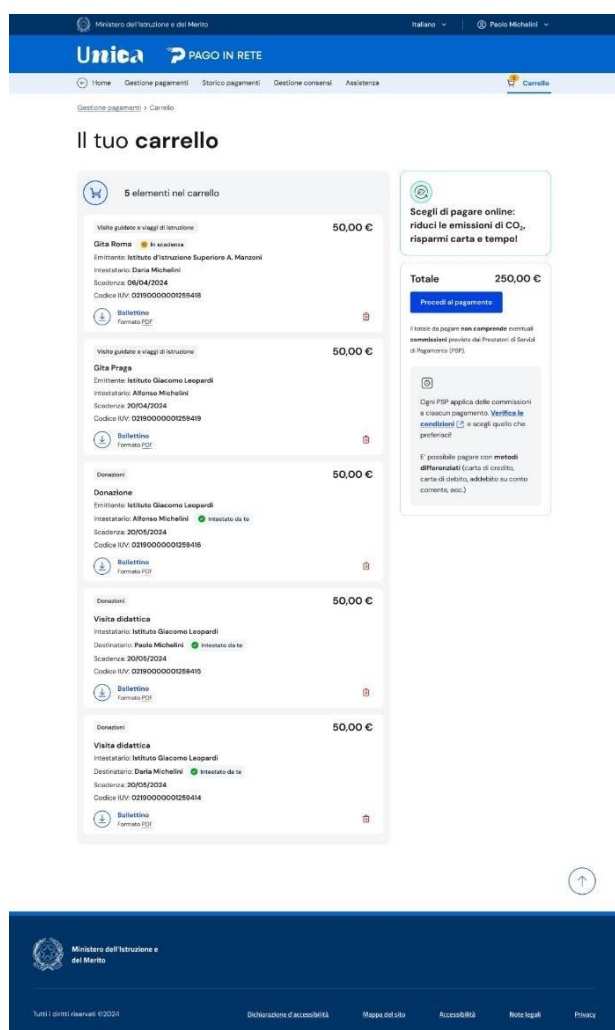 Ministero dell'Istruzione e del Merito
Italiano
Paolo Michelini
Unica
PAGO IN RETE
Home
Gestione pagamenti
Storico pagamenti
Gestione consensi
Assistenza
Carrello
Gestione pagamenti > Carrello
Il tuo carrello
5 elementi nel carrello
Visite guidate e viaggi di istruzione
50,00 €
Gita Roma In scadenza
Emittente: Istituto d'Istruzione Superiore A. Manzoni
Intestatario: Daria Michelini
Scadenza: 06/04/2024
Codice IUV: 02190000001259418
Bollettino
Formato PDF
Visite guidate e viaggi di istruzione
50,00 €
Gita Praga
Emittente: Istituto Giacomo Leopardi
Intestatario: Alfonso Michelini
Scadenza: 20/04/2024
Codice IUV: 02190000001259419
Bollettino
Formato PDF
Donazioni
50,00 €
Donazione
Emittente: Istituto Giacomo Leopardi
Intestatario: Alfonso Michelini Intestato da te
Scadenza: 20/05/2024
Codice IUV: 02190000001259416
Bollettino
Formato PDF
Donazioni
50,00 €
Visita didattica
Intestatario: Istituto Giacomo Leopardi
Destinatario: Paolo Michelini Intestato da te
Scadenza: 20/05/2024
Codice IUV: 02190000001259415
Bollettino
Formato PDF
Donazioni
50,00 €
Visita didattica
Intestatario: Istituto Giacomo Leopardi
Destinatario: Daria Michelini Intestato da te
Scadenza: 20/05/2024
Codice IUV: 02190000001259414
Bollettino
Formato PDF
Scegli di pagare online:
riduci le emissioni di CO₂,
risparmi carta e tempo!
Totale 250,00 €
Procedi al pagamento
Il totale da pagare non comprende eventuali
commissioni previste dai Prestatori di Servizi
di Pagamento (PSP).
Ogni PSP applica delle commissioni
a ciascun pagamento. Verifica le
condizioni e scegli quello che
preferisci!
E' possibile pagare con metodi
differenziati (carta di credito,
carta di debito, addebito su conto
corrente, ecc.)
Ministero dell'Istruzione e
del Merito
Tutti i diritti riservati ©2024
Dichiarazione d'accessibilità
Mappa del sito
Accessibilità
Note legali
Privacy